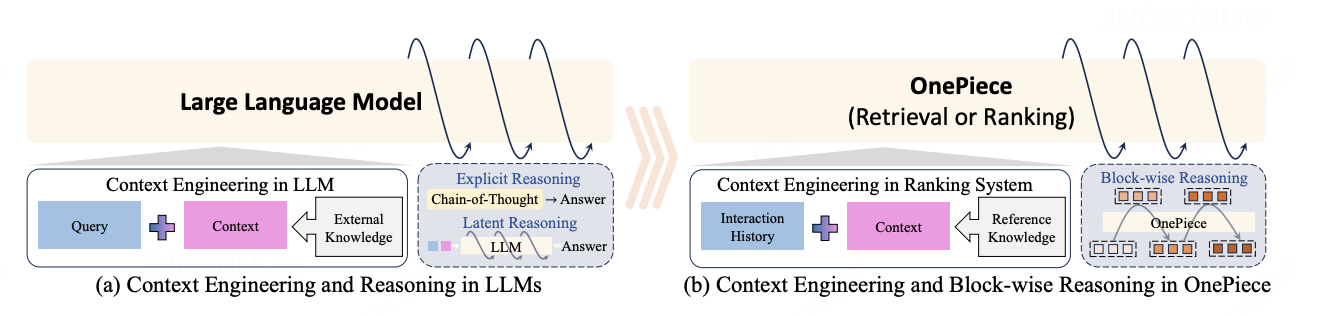 Large Language Model
Context Engineering in LLM
Query
Context
External
Knowledge
Explicit Reasoning
Chain-of-Thought → Answer
Latent Reasoning
LLM
Answer
(a) Context Engineering and Reasoning in LLMs
OnePiece
(Retrieval or Ranking)
Context Engineering in Ranking System
Interaction
History
Context
Reference
Knowledge
Block-wise Reasoning
OnePiece
(b) Context Engineering and Block-wise Reasoning in OnePiece